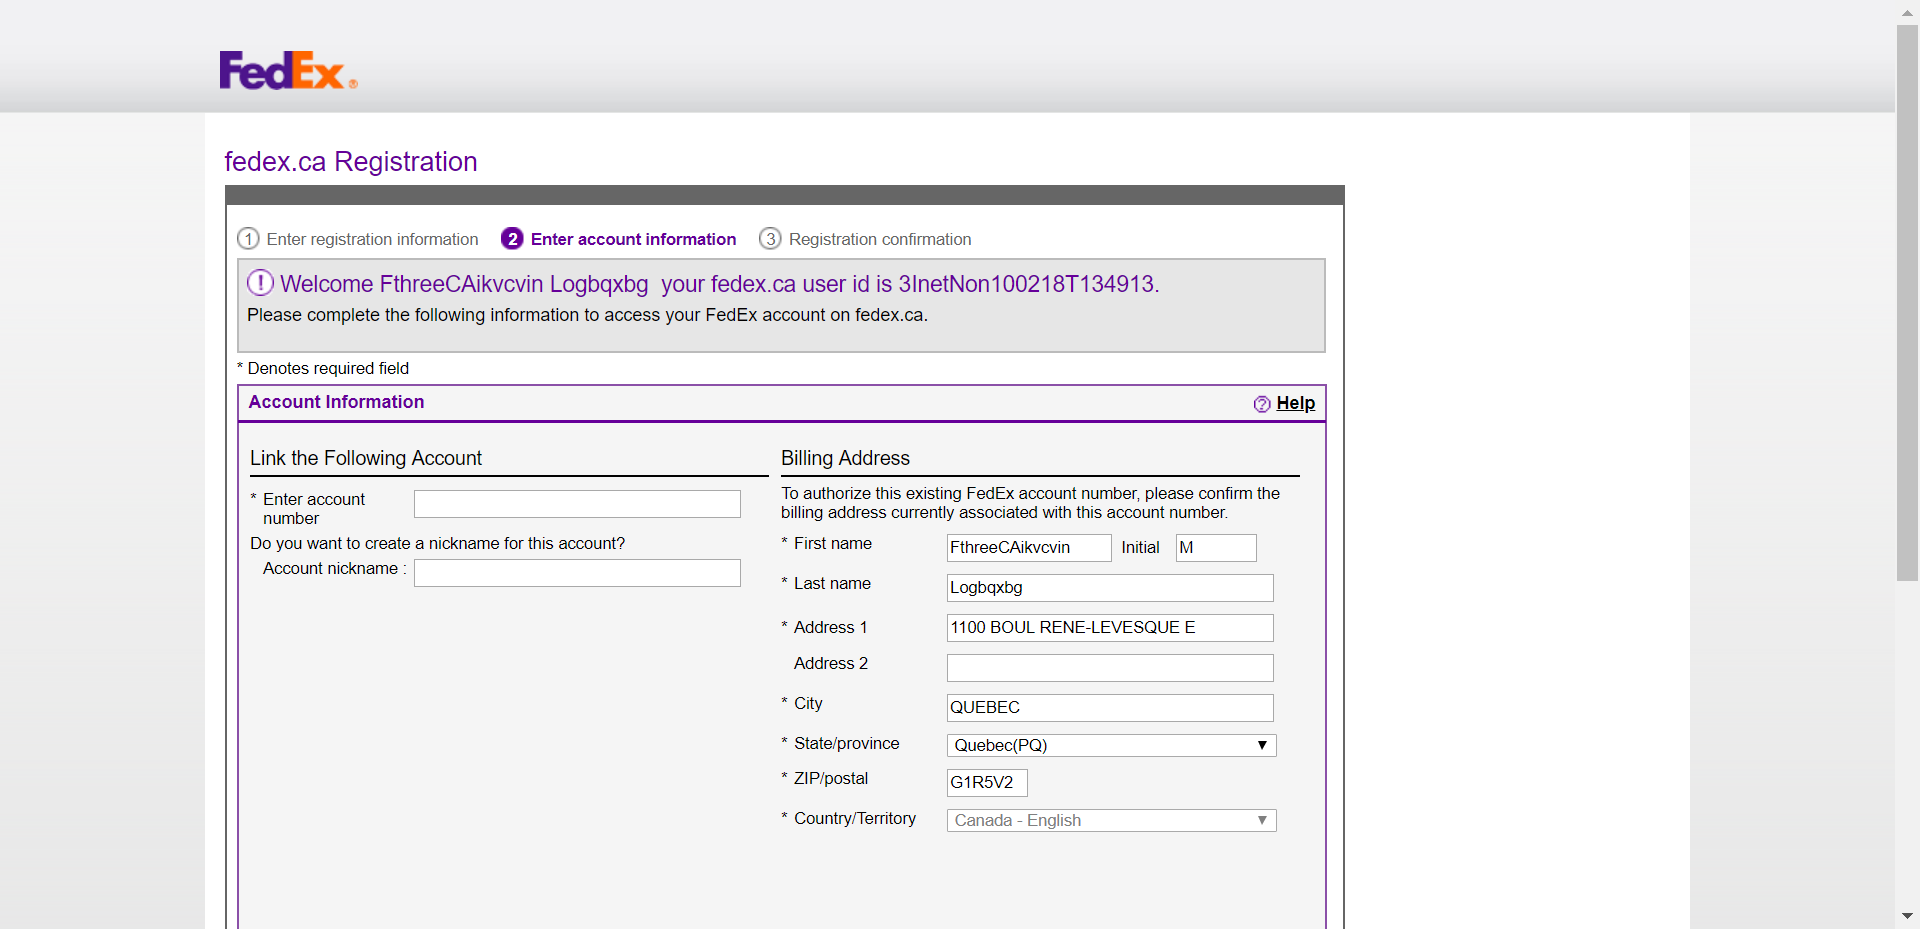 FedEx®
fedex.ca Registration
1 Enter registration information 2 Enter account information 3 Registration confirmation
! Welcome FthreeCAikvcvin Logbqxbg your fedex.ca user id is 3InetNon100218T134913.
Please complete the following information to access your FedEx account on fedex.ca.
* Denotes required field
Account Information
? Help
Link the Following Account
* Enter account
number
Do you want to create a nickname for this account?
Account nickname :
Billing Address
To authorize this existing FedEx account number, please confirm the
billing address currently associated with this account number.
* First name FthreeCAikvcvin Initial M
* Last name Logbqxbg
* Address 1 1100 BOUL RENE-LEVESQUE E
Address 2
* City QUEBEC
* State/province Quebec(PQ)
* ZIP/postal G1R5V2
* Country/Territory Canada - English